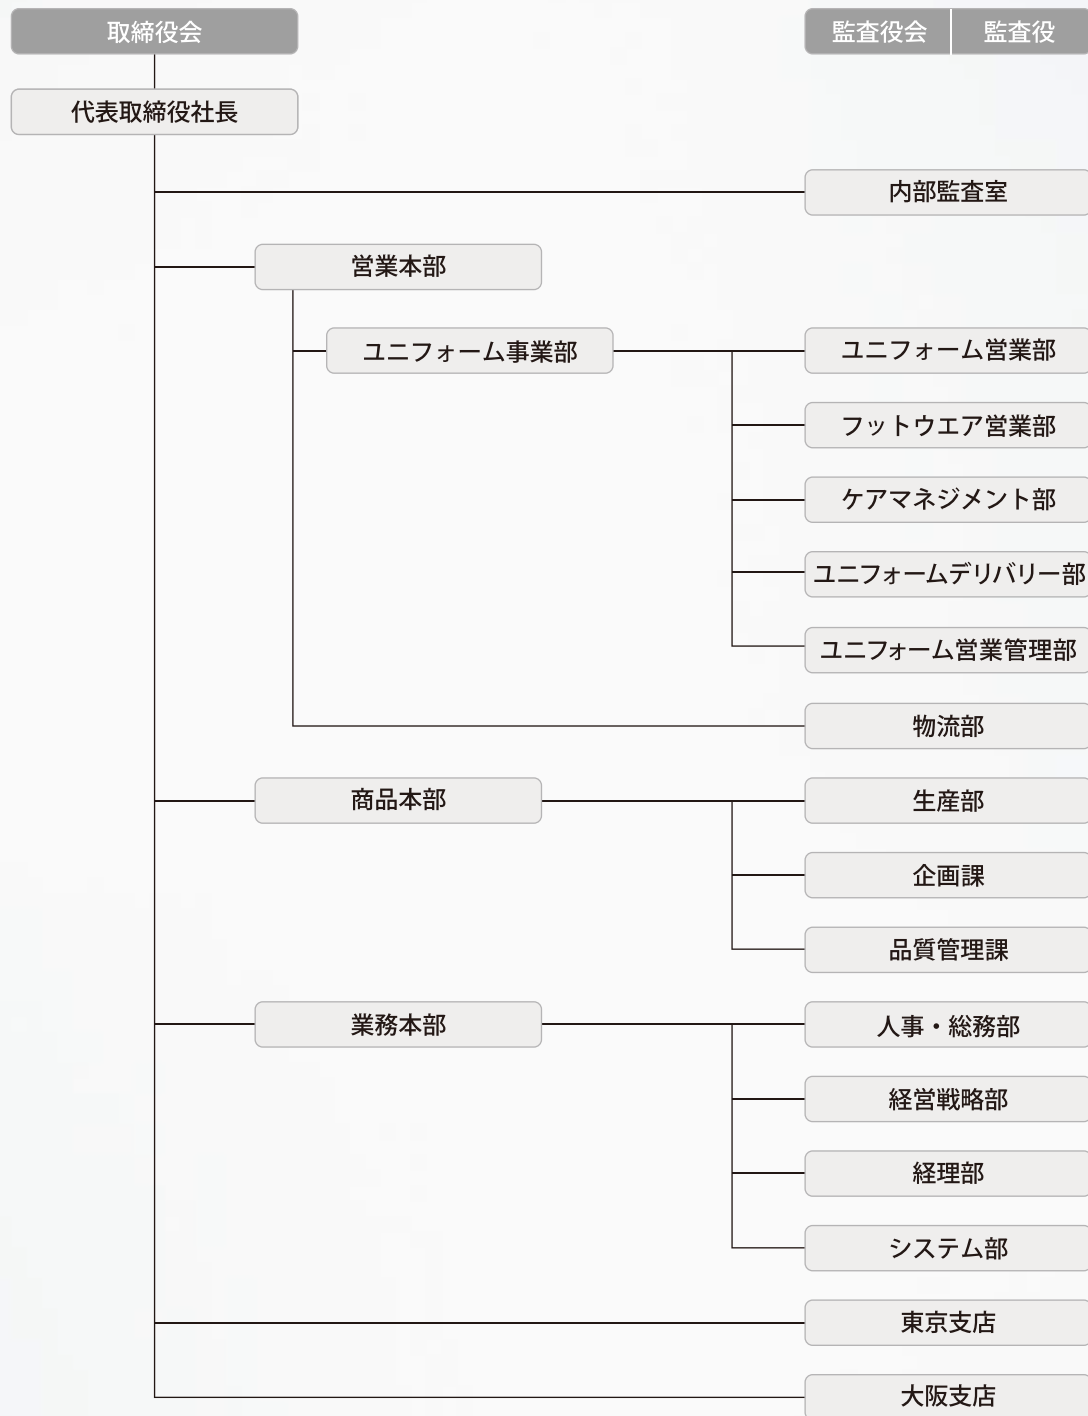 取締役会
監査役会
監査役
代表取締役社長
内部監査室
営業本部
ユニフォーム事業部
ユニフォーム営業部
フットウエア営業部
ケアマネジメント部
ユニフォームデリバリー部
ユニフォーム営業管理部
物流部
商品本部
生産部
企画課
品質管理課
業務本部
人事・総務部
経営戦略部
経理部
システム部
東京支店
大阪支店